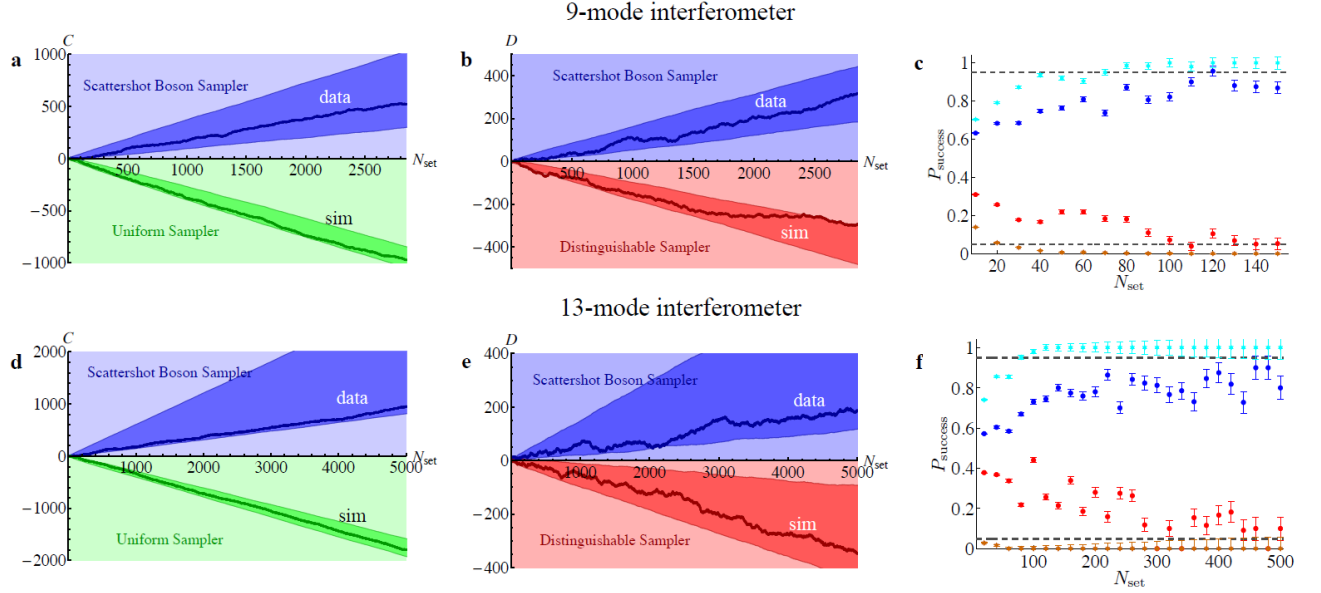 9-mode interferometer
a
C
1000
500
0
−500
−1000
500
1000
1500
2000
2500
N_set
Scattershot Boson Sampler
data
sim
Uniform Sampler
b
D
400
200
0
−200
−400
500
1000
1500
2000
2500
N_set
Scattershot Boson Sampler
data
sim
Distinguishable Sampler
c
P_success
1
0.8
0.6
0.4
0.2
0
20
40
60
80
100
120
140
N_set
13-mode interferometer
d
C
2000
1000
0
−1000
−2000
1000
2000
3000
4000
5000
N_set
Scattershot Boson Sampler
data
sim
Uniform Sampler
e
D
400
200
0
−200
−400
1000
2000
3000
4000
5000
N_set
Scattershot Boson Sampler
data
sim
Distinguishable Sampler
f
P_success
1
0.8
0.6
0.4
0.2
0
100
200
300
400
500
N_set